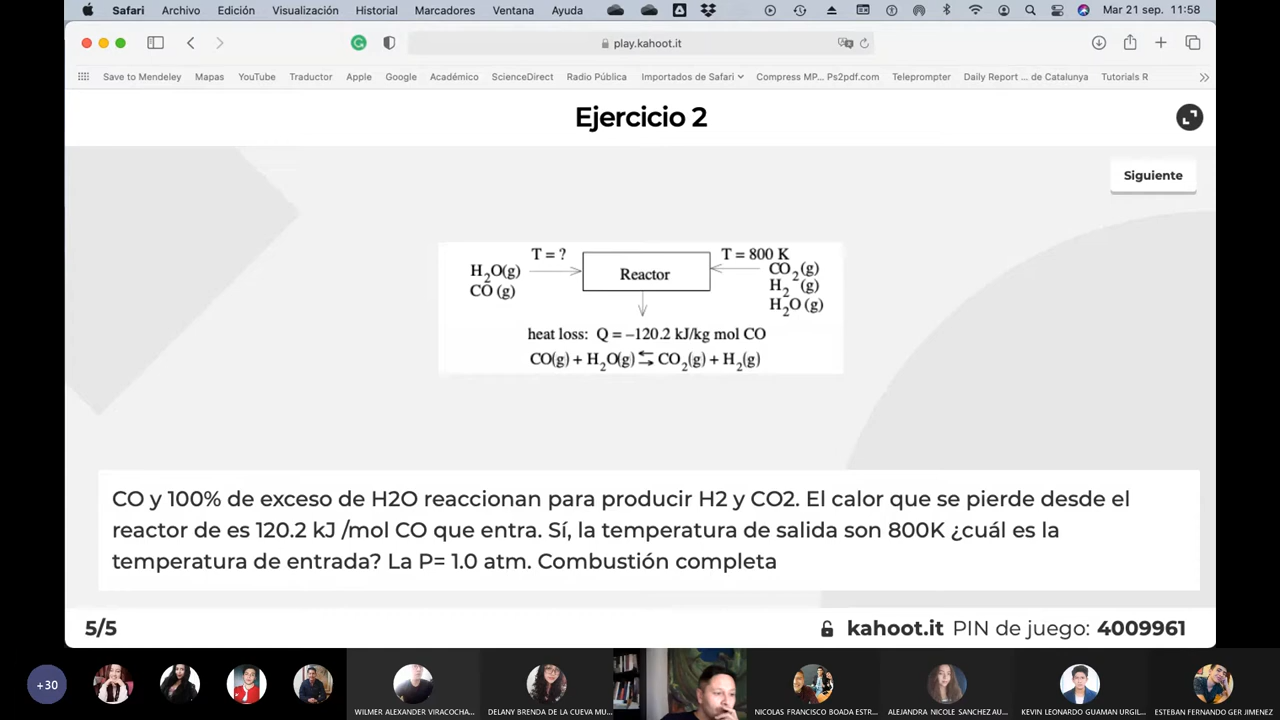 Safari Archivo Edición Visualización Historial Marcadores Ventana Ayuda Mar 21 sep. 11:58
play.kahoot.it
Save to Mendeley Mapas YouTube Traductor Apple Google Académico ScienceDirect Radio Pública Importados de Safari Compress MP... Ps2pdf.com Teleprompter Daily Report ... de Catalunya Tutorials R
Ejercicio 2
Siguiente
T = ? T = 800 K
H₂O(g) CO₂(g)
Reactor
CO (g) H₂ (g)
H₂O (g)
heat loss: Q = –120.2 kJ/kg mol CO
CO(g) + H₂O(g) ⇆ CO₂(g) + H₂(g)
CO y 100% de exceso de H2O reaccionan para producir H2 y CO2. El calor que se pierde desde el
reactor de es 120.2 kJ /mol CO que entra. Sí, la temperatura de salida son 800K ¿cuál es la
temperatura de entrada? La P= 1.0 atm. Combustión completa
5/5 kahoot.it PIN de juego: 4009961
+30
WILMER ALEXANDER VIRACOCHA... DELANY BRENDA DE LA CUEVA MU... NICOLAS FRANCISCO BOADA ESTR... ALEJANDRA NICOLE SANCHEZ AU... KEVIN LEONARDO GUAMAN URGIL... ESTEBAN FERNANDO GER JIMENEZ